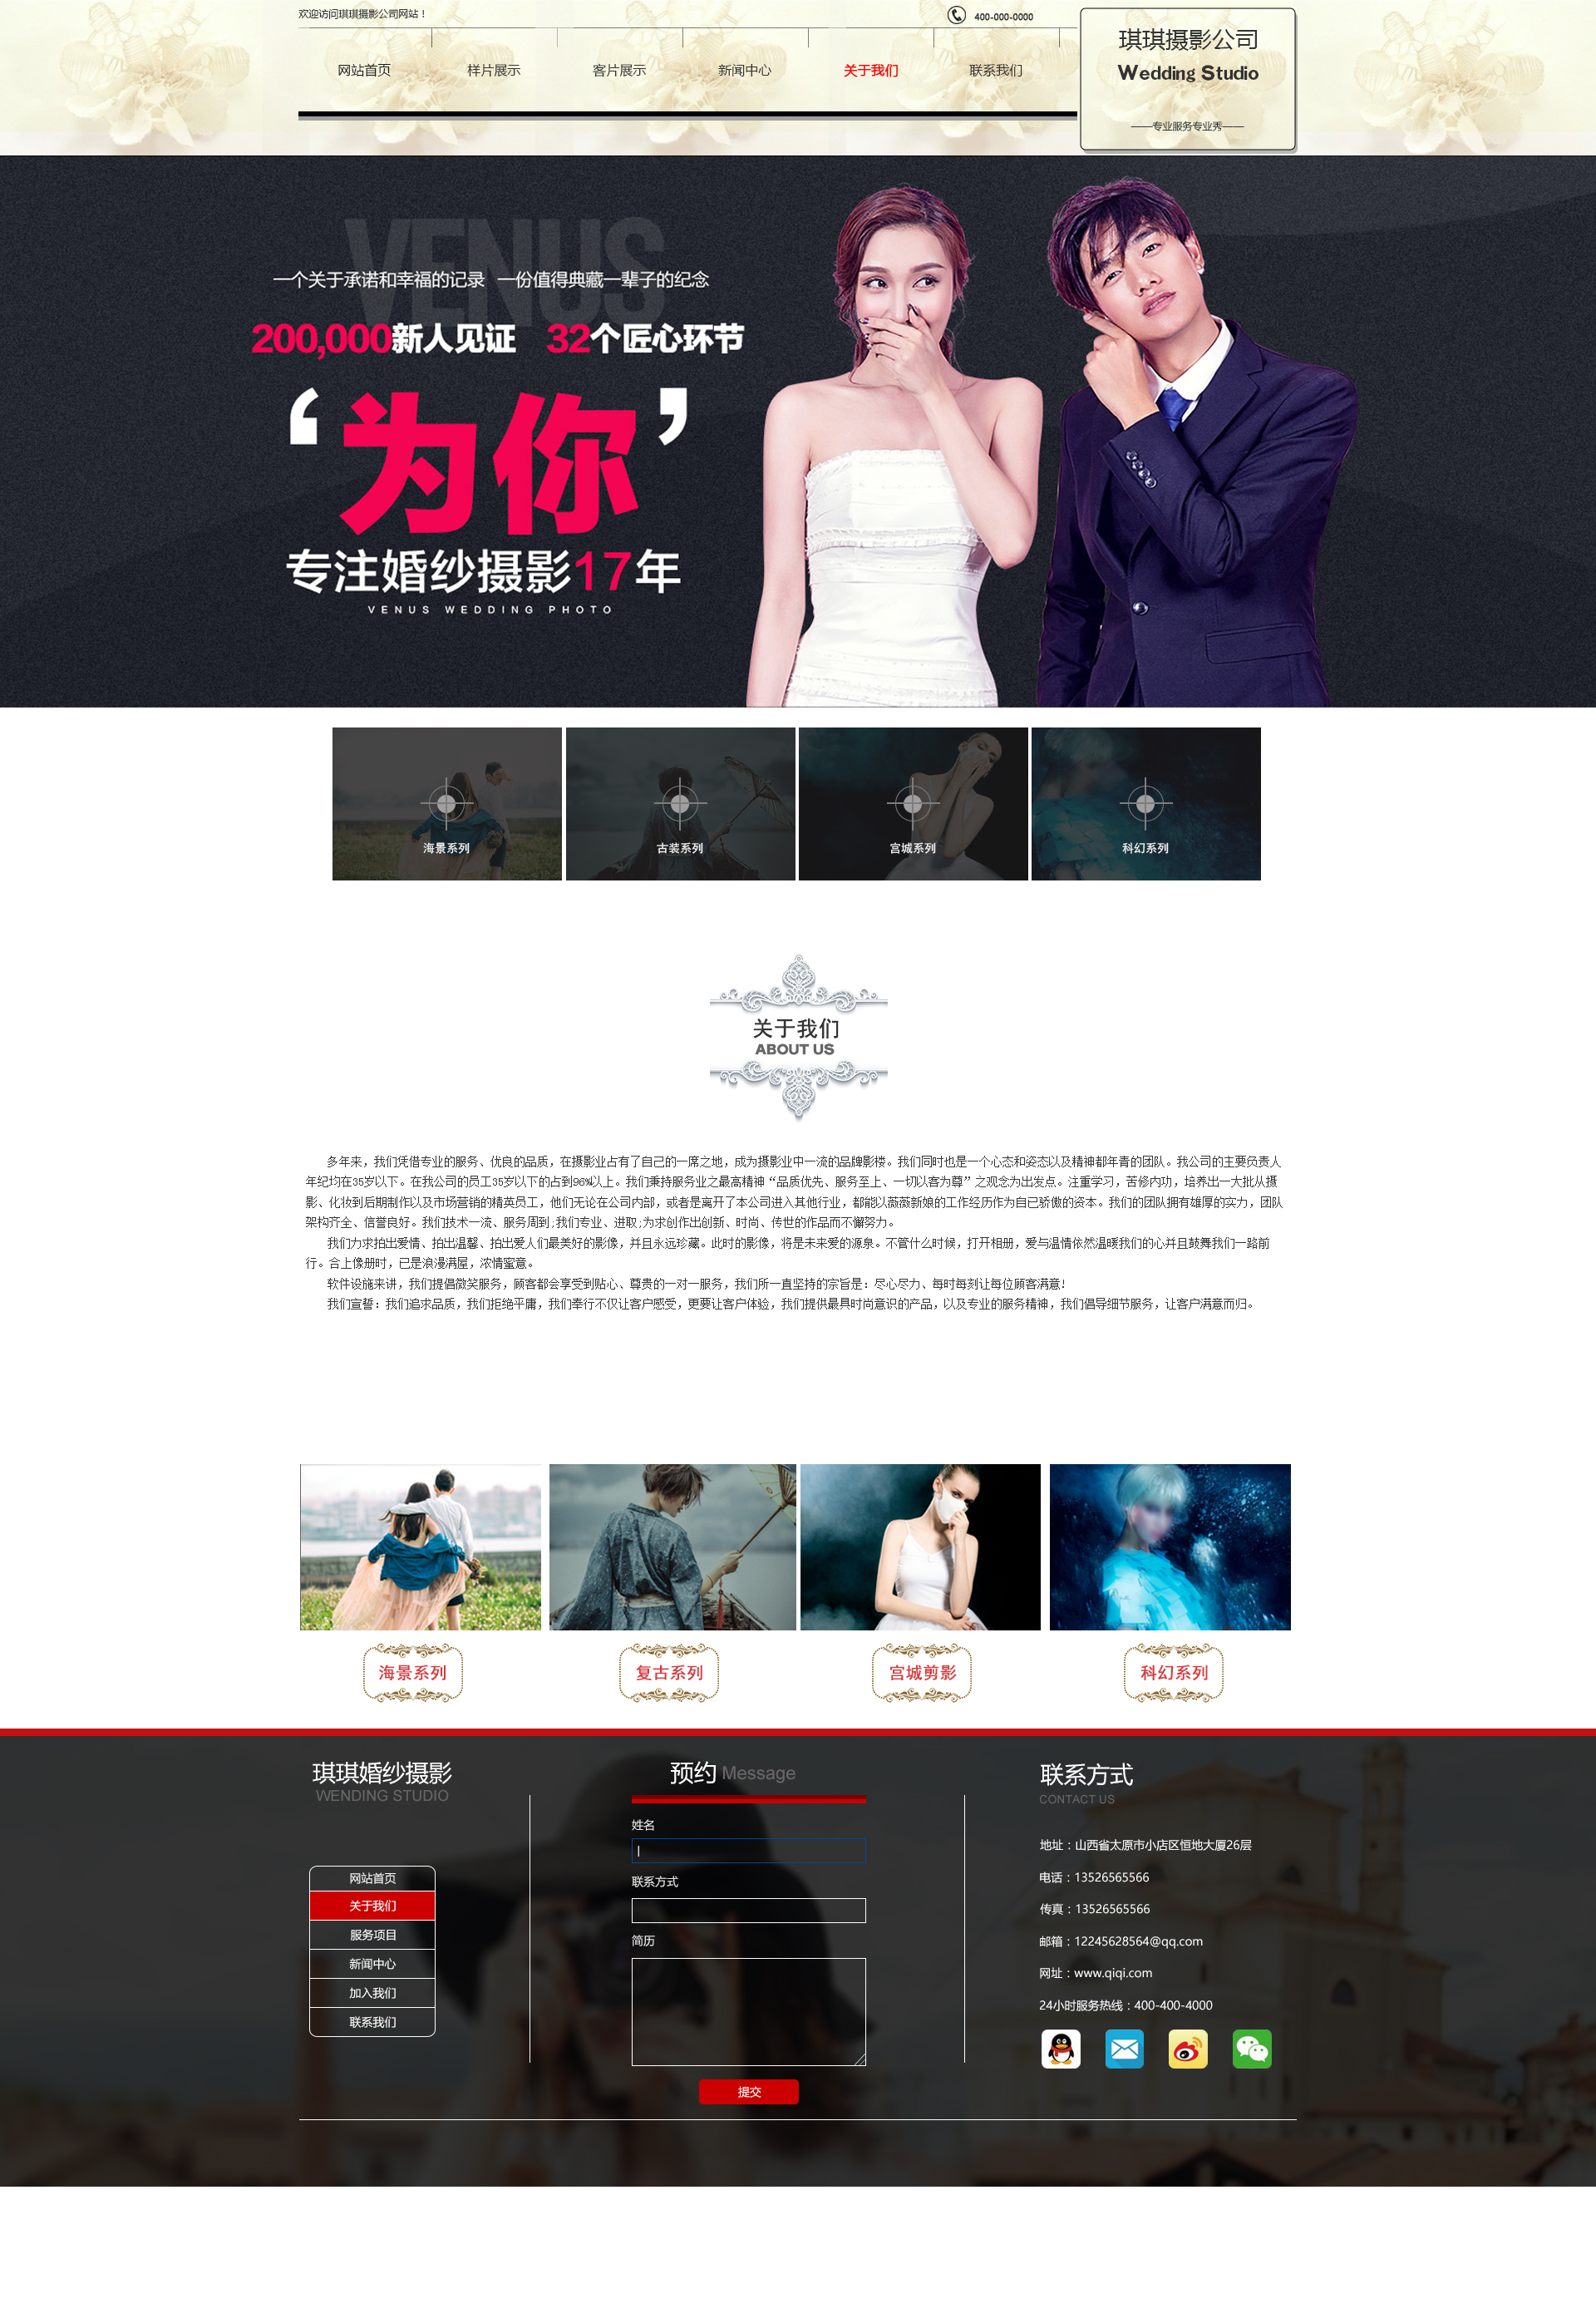 欢迎访问琪琪摄影公司网站！
400-000-0000
网站首页
样片展示
客片展示
新闻中心
关于我们
联系我们
琪琪摄影公司
Wedding Studio
——专业服务专业秀——
VENUS
一个关于承诺和幸福的记录 一份值得典藏一辈子的纪念
200,000新人见证 32个匠心环节
‘为你’
专注婚纱摄影17年
VENUS WEDDING PHOTO
海景系列
古装系列
宫城系列
科幻系列
关于我们
ABOUT US
多年来，我们凭借专业的服务、优良的品质，在摄影业占有了自己的一席之地，成为摄影业中一流的品牌影楼。我们同时也是一个心态和姿态以及精神都年青的团队。我公司的主要负责人
年纪均在35岁以下。在我公司的员工35岁以下的占到96%以上。我们秉持服务业之最高精神“品质优先、服务至上、一切以客为尊”之观念为出发点。注重学习，苦修内功，培养出一大批从摄
影、化妆到后期制作以及市场营销的精英员工，他们无论在公司内部，或者是离开了本公司进入其他行业，都能以薇薇新娘的工作经历作为自已骄傲的资本。我们的团队拥有雄厚的实力，团队
架构齐全、信誉良好。我们技术一流、服务周到;我们专业、进取;为求创作出创新、时尚、传世的作品而不懈努力。
我们力求拍出爱情、拍出温馨、拍出爱人们最美好的影像，并且永远珍藏。此时的影像，将是未来爱的源泉。不管什么时候，打开相册，爱与温情依然温暖我们的心并且鼓舞我们一路前
行。合上像册时，已是浪漫满屋，浓情蜜意。
软件设施来讲，我们提倡微笑服务，顾客都会享受到贴心、尊贵的一对一服务，我们所一直坚持的宗旨是：尽心尽力、每时每刻让每位顾客满意!
我们宣誓：我们追求品质，我们拒绝平庸，我们奉行不仅让客户感受，更要让客户体验，我们提供最具时尚意识的产品，以及专业的服务精神，我们倡导细节服务，让客户满意而归。
海景系列
复古系列
宫城剪影
科幻系列
琪琪婚纱摄影
WENDING STUDIO
网站首页
关于我们
服务项目
新闻中心
加入我们
联系我们
预约 Message
姓名
联系方式
简历
提交
联系方式
CONTACT US
地址：山西省太原市小店区恒地大厦26层
电话：13526565566
传真：13526565566
邮箱：12245628564@qq.com
网址：www.qiqi.com
24小时服务热线：400-400-4000